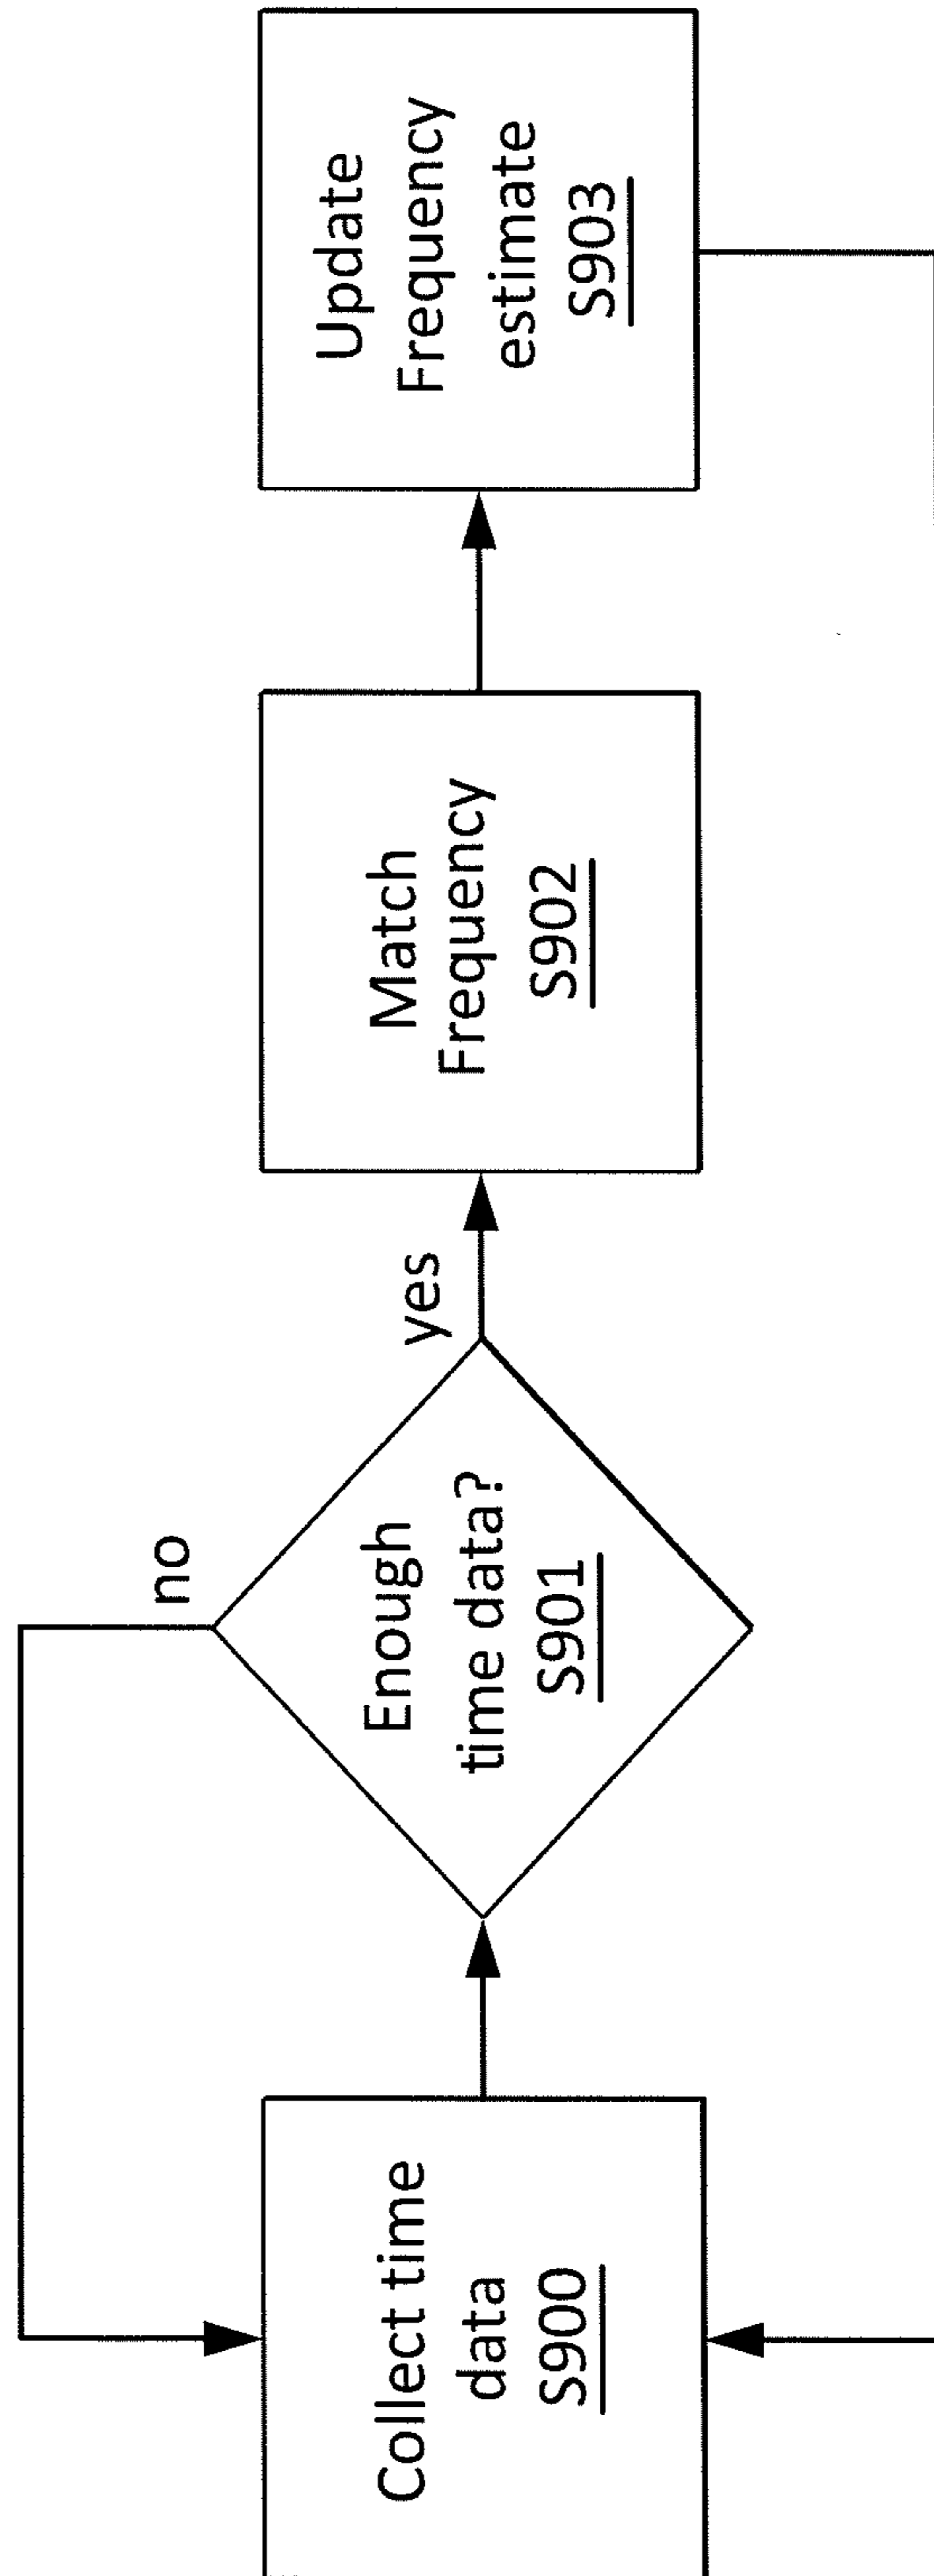 Collect time
data
S900
Enough
time data?
S901
no
yes
Match
Frequency
S902
Update
Frequency
estimate
S903